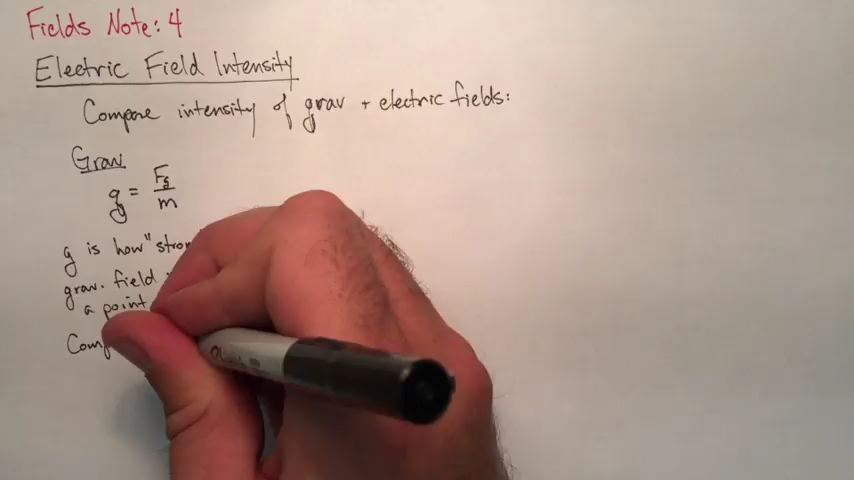 Fields Note: 4
Electric Field Intensity
Compare intensity of grav + electric fields:
Grav
g = Fg
m
g is how "stron
grav. field
a point
Comp